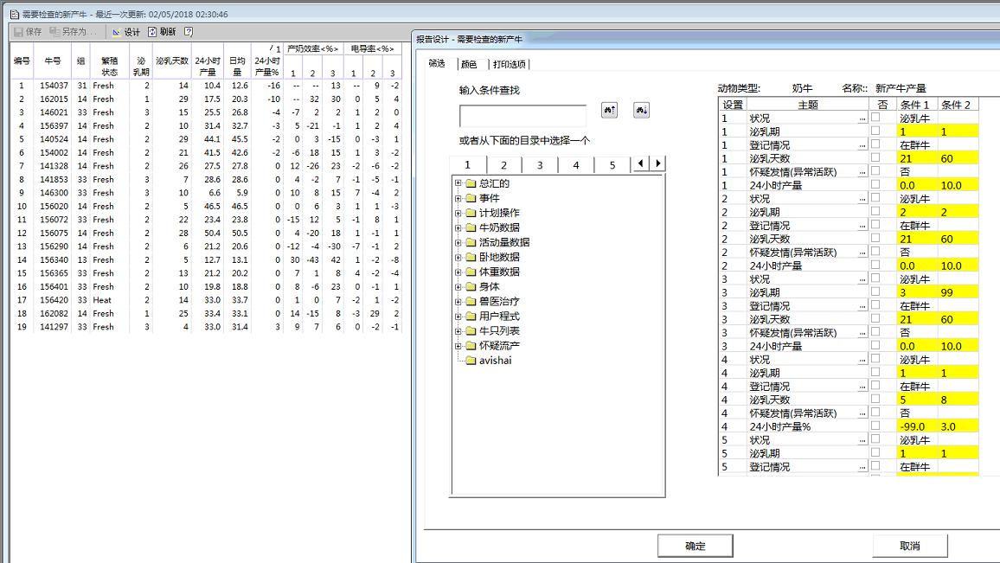 需要检查的新产牛 - 最近一次更新: 02/05/2018 02:30:46
保存 另存为... 设计 刷新
/ 1 产奶效率<%> 电导率<%>
编号 牛号 组 繁殖状态 泌乳期 泌乳天数 24小时产量 日均量 24小时产量% 1 2 3 1 2 3
1 154037 31 Fresh 2 14 10.4 12.6 -16 -- -- 13 -- 9 -2
2 162015 14 Fresh 1 29 17.5 20.3 -10 -- 32 30 0 5 4
3 146021 33 Fresh 3 15 25.5 26.8 -4 -7 2 2 1 2 0
4 156397 14 Fresh 2 10 31.4 32.7 -3 5 -21 -1 1 2 4
5 140524 14 Fresh 2 29 44.1 45.5 -2 0 3 -15 0 -3 1
6 154002 14 Fresh 2 21 41.5 42.6 -2 -6 18 15 1 3 -2
7 141328 14 Fresh 2 26 27.5 27.8 0 12 -26 23 -2 -6 -2
8 141853 33 Fresh 3 7 28.6 28.6 0 4 -2 7 -1 -5 -1
9 146300 33 Fresh 3 10 6.6 5.9 0 10 8 15 7 -4 2
10 156020 14 Fresh 2 5 46.5 46.5 0 0 6 3 1 1 -3
11 156072 33 Fresh 2 22 23.4 23.8 0 -15 12 5 -1 8 1
12 156075 14 Fresh 2 28 50.4 50.5 0 4 -20 18 1 -1 1
13 156290 14 Fresh 2 6 21.2 20.6 0 -12 -4 -30 -7 -1 2
14 156340 13 Fresh 2 5 12.7 13.1 0 30 -43 42 1 -2 -8
15 156365 33 Fresh 2 13 21.2 20.2 0 7 1 8 4 -2 -4
16 156401 33 Fresh 2 10 19.8 18.8 0 8 -6 23 0 -1 1
17 156420 33 Heat 2 14 33.0 33.7 0 1 0 7 -2 1 -2
18 162082 14 Fresh 1 25 33.4 33.1 0 14 -15 8 -3 29 2
19 141297 33 Fresh 3 4 33.0 31.4 3 9 7 6 0 -2 -1
报告设计 - 需要检查的新产牛
筛选 颜色 打印选项
输入条件查找
或者从下面的目录中选择一个
1 2 3 4 5
总汇的
事件
计划操作
牛奶数据
活动量数据
卧地数据
体重数据
身体
兽医治疗
用户程式
牛只列表
怀疑流产
avishai
动物类型: 奶牛 名称:: 新产牛产量
设置 主题 否 条件 1 条件 2
1 状况 ... 泌乳牛
1 泌乳期 1 1
1 登记情况 ... 在群牛
1 泌乳天数 21 60
1 怀疑发情(异常活跃) ... 否
1 24小时产量 0.0 10.0
2 状况 ... 泌乳牛
2 泌乳期 2 2
2 登记情况 ... 在群牛
2 泌乳天数 21 60
2 怀疑发情(异常活跃) ... 否
2 24小时产量 0.0 10.0
3 状况 ... 泌乳牛
3 泌乳期 3 99
3 登记情况 ... 在群牛
3 泌乳天数 21 60
3 怀疑发情(异常活跃) ... 否
3 24小时产量 0.0 10.0
4 状况 ... 泌乳牛
4 泌乳期 1 1
4 登记情况 ... 在群牛
4 泌乳天数 5 8
4 怀疑发情(异常活跃) ... 否
4 24小时产量% -99.0 3.0
5 状况 ... 泌乳牛
5 泌乳期 1 1
5 登记情况 ... 在群牛
确定 取消